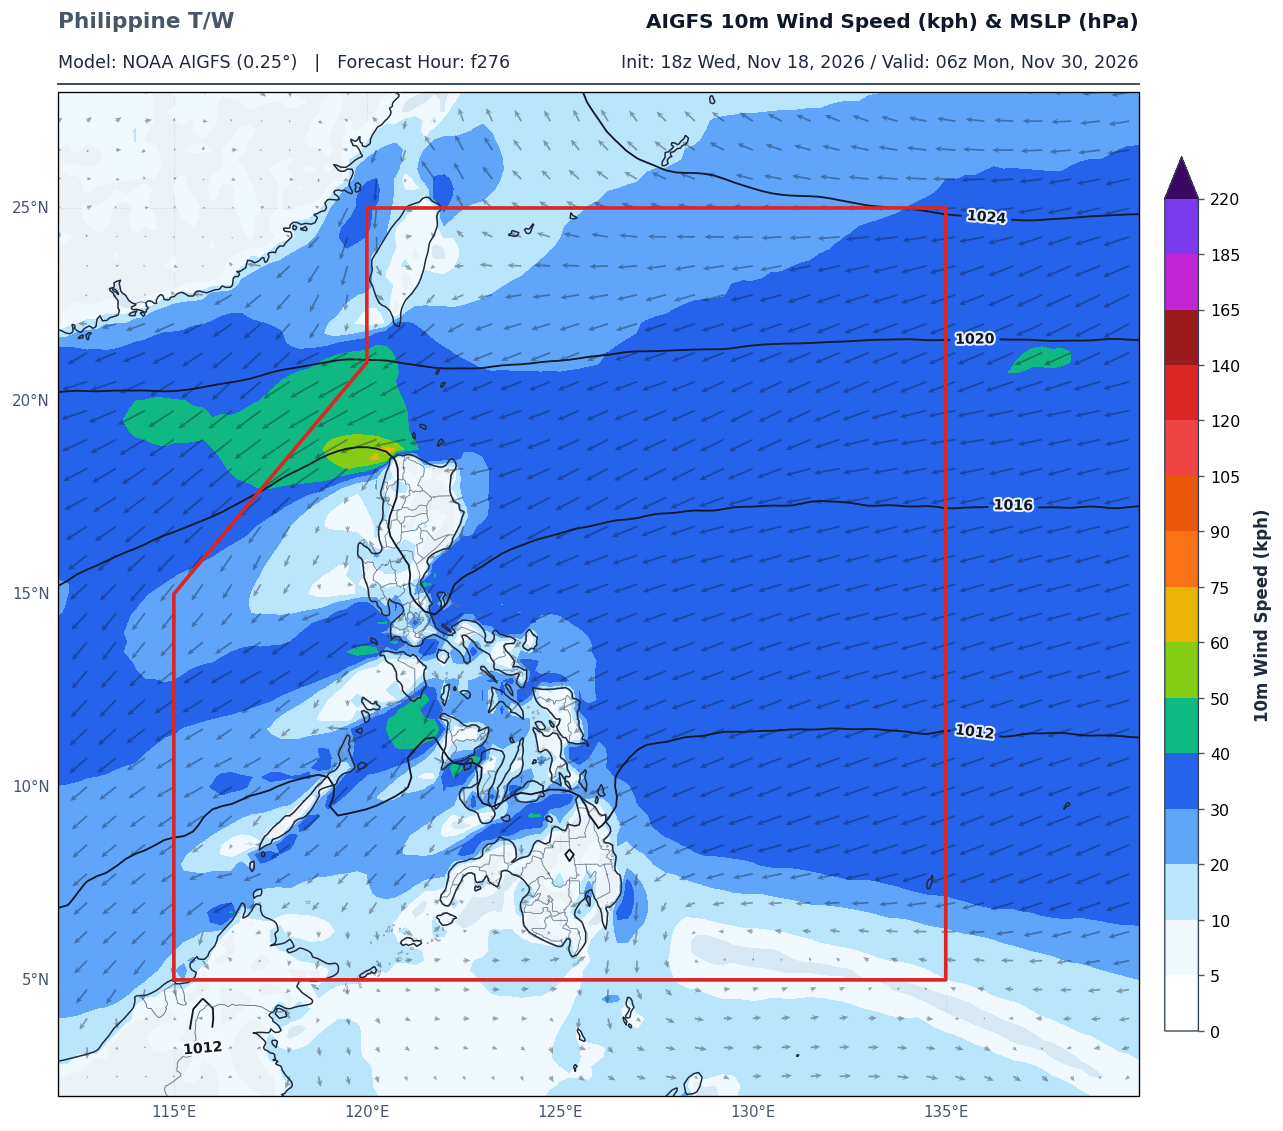 Philippine T/W
AIGFS 10m Wind Speed (kph) & MSLP (hPa)
Model: NOAA AIGFS (0.25°) | Forecast Hour: f276
Init: 18z Wed, Nov 18, 2026 / Valid: 06z Mon, Nov 30, 2026
25°N
20°N
15°N
10°N
5°N
115°E
120°E
125°E
130°E
135°E
1024
1020
1016
1012
1012
220
185
165
140
120
105
90
75
60
50
40
30
20
10
5
0
10m Wind Speed (kph)